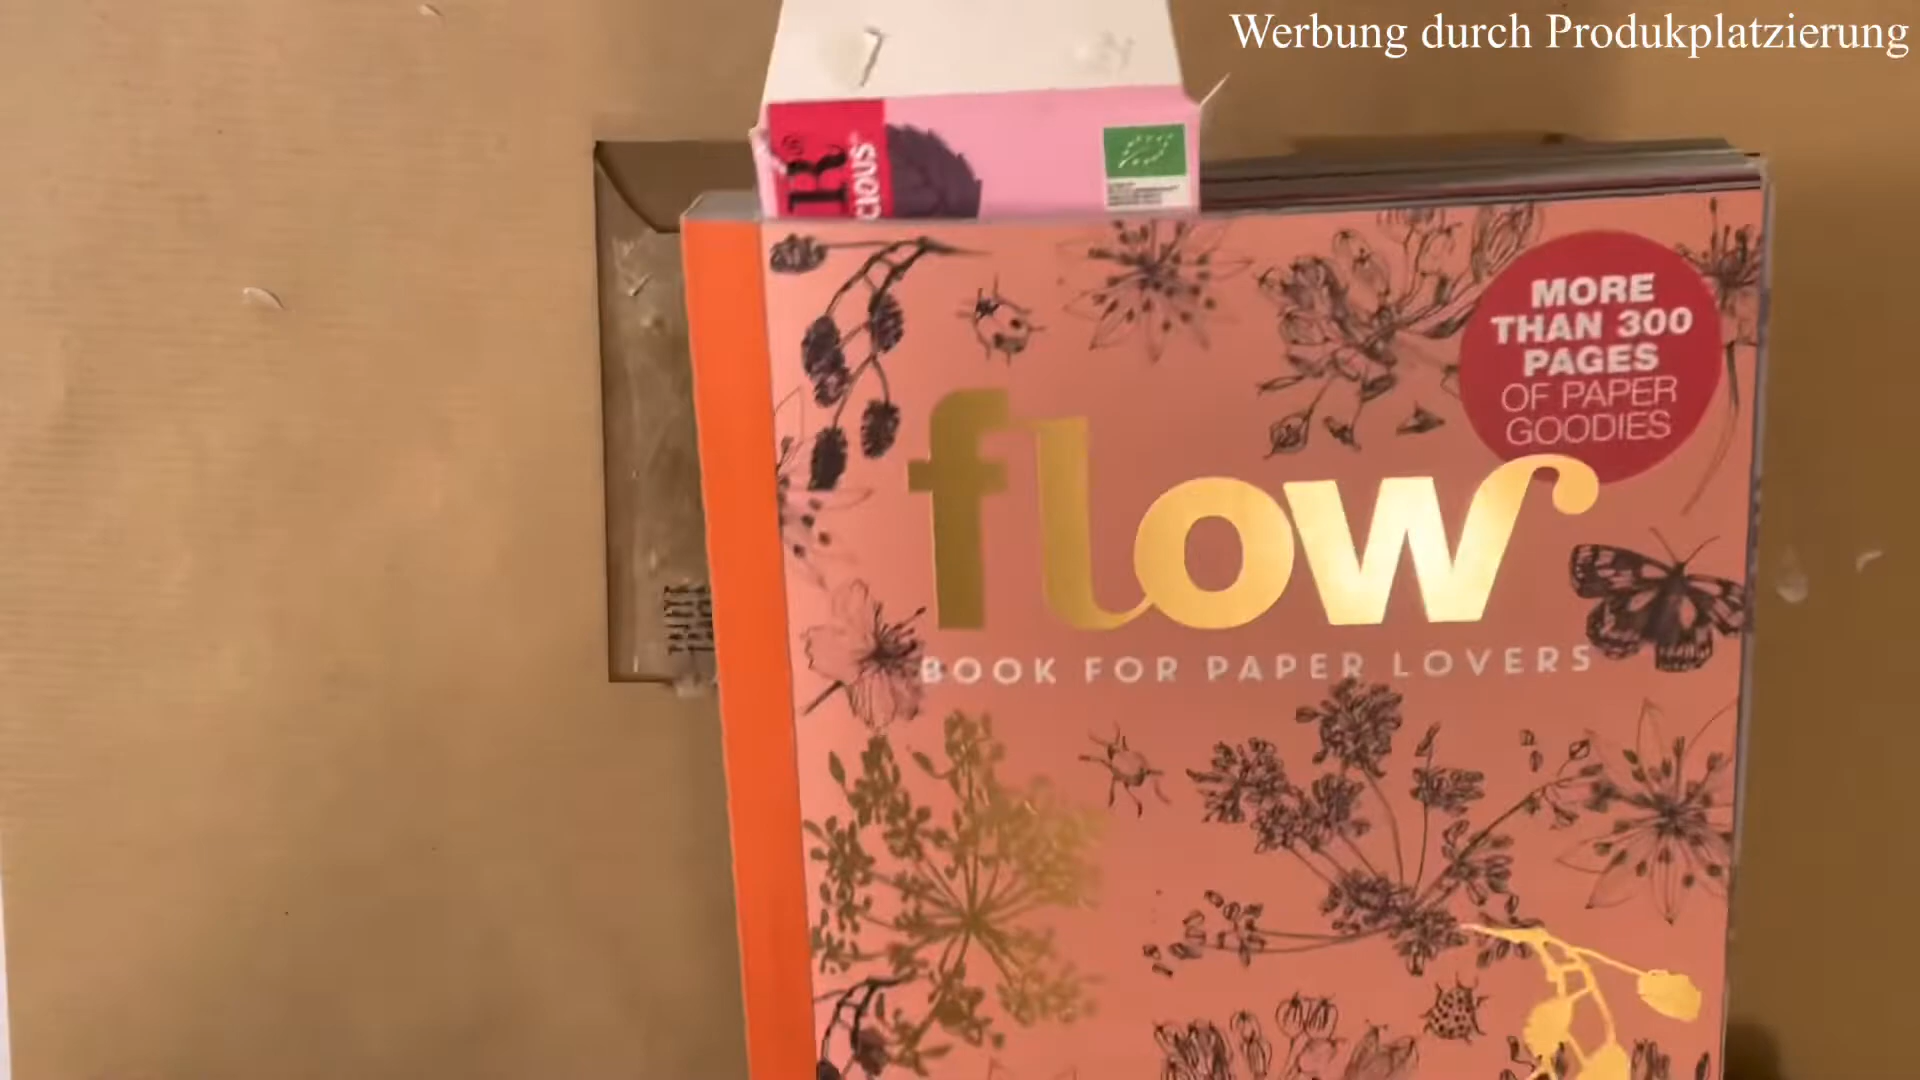 Werbung durch Produkplatzierung
MORE
THAN 300
PAGES
OF PAPER
GOODIES
flow
BOOK FOR PAPER LOVERS